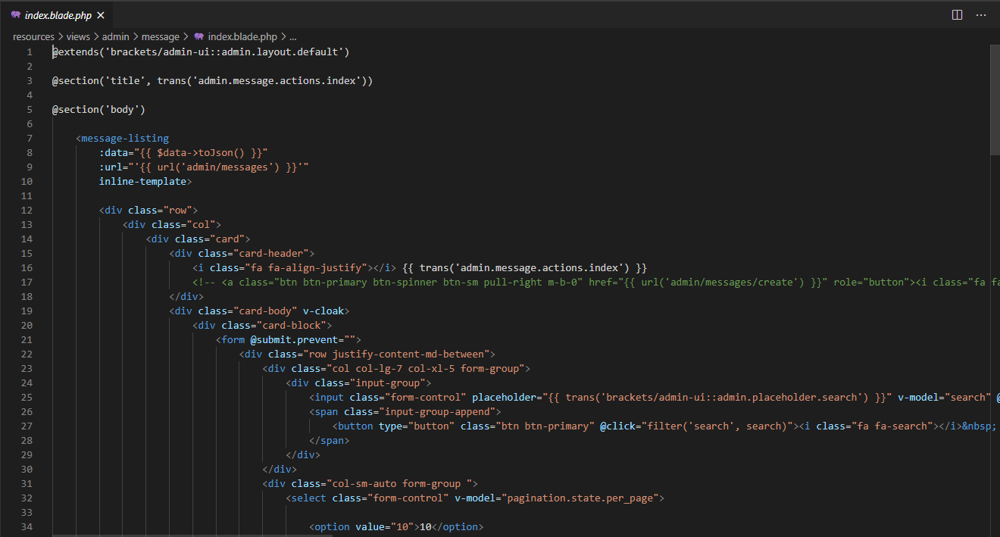 index.blade.php ×
resources > views > admin > message > index.blade.php > ...
1 @extends('brackets/admin-ui::admin.layout.default')
2
3 @section('title', trans('admin.message.actions.index'))
4
5 @section('body')
6
7 <message-listing
8 :data="{{ $data->toJson() }}"
9 :url="'{{ url('admin/messages') }}'"
10 inline-template>
11
12 <div class="row">
13 <div class="col">
14 <div class="card">
15 <div class="card-header">
16 <i class="fa fa-align-justify"></i> {{ trans('admin.message.actions.index') }}
17 <!-- <a class="btn btn-primary btn-spinner btn-sm pull-right m-b-0" href="{{ url('admin/messages/create') }}" role="button"><i class="fa fa
18 </div>
19 <div class="card-body" v-cloak>
20 <div class="card-block">
21 <form @submit.prevent="">
22 <div class="row justify-content-md-between">
23 <div class="col col-lg-7 col-xl-5 form-group">
24 <div class="input-group">
25 <input class="form-control" placeholder="{{ trans('brackets/admin-ui::admin.placeholder.search') }}" v-model="search" @
26 <span class="input-group-append">
27 <button type="button" class="btn btn-primary" @click="filter('search', search)"><i class="fa fa-search"></i>&nbsp;
28 </span>
29 </div>
30 </div>
31 <div class="col-sm-auto form-group ">
32 <select class="form-control" v-model="pagination.state.per_page">
33
34 <option value="10">10</option>